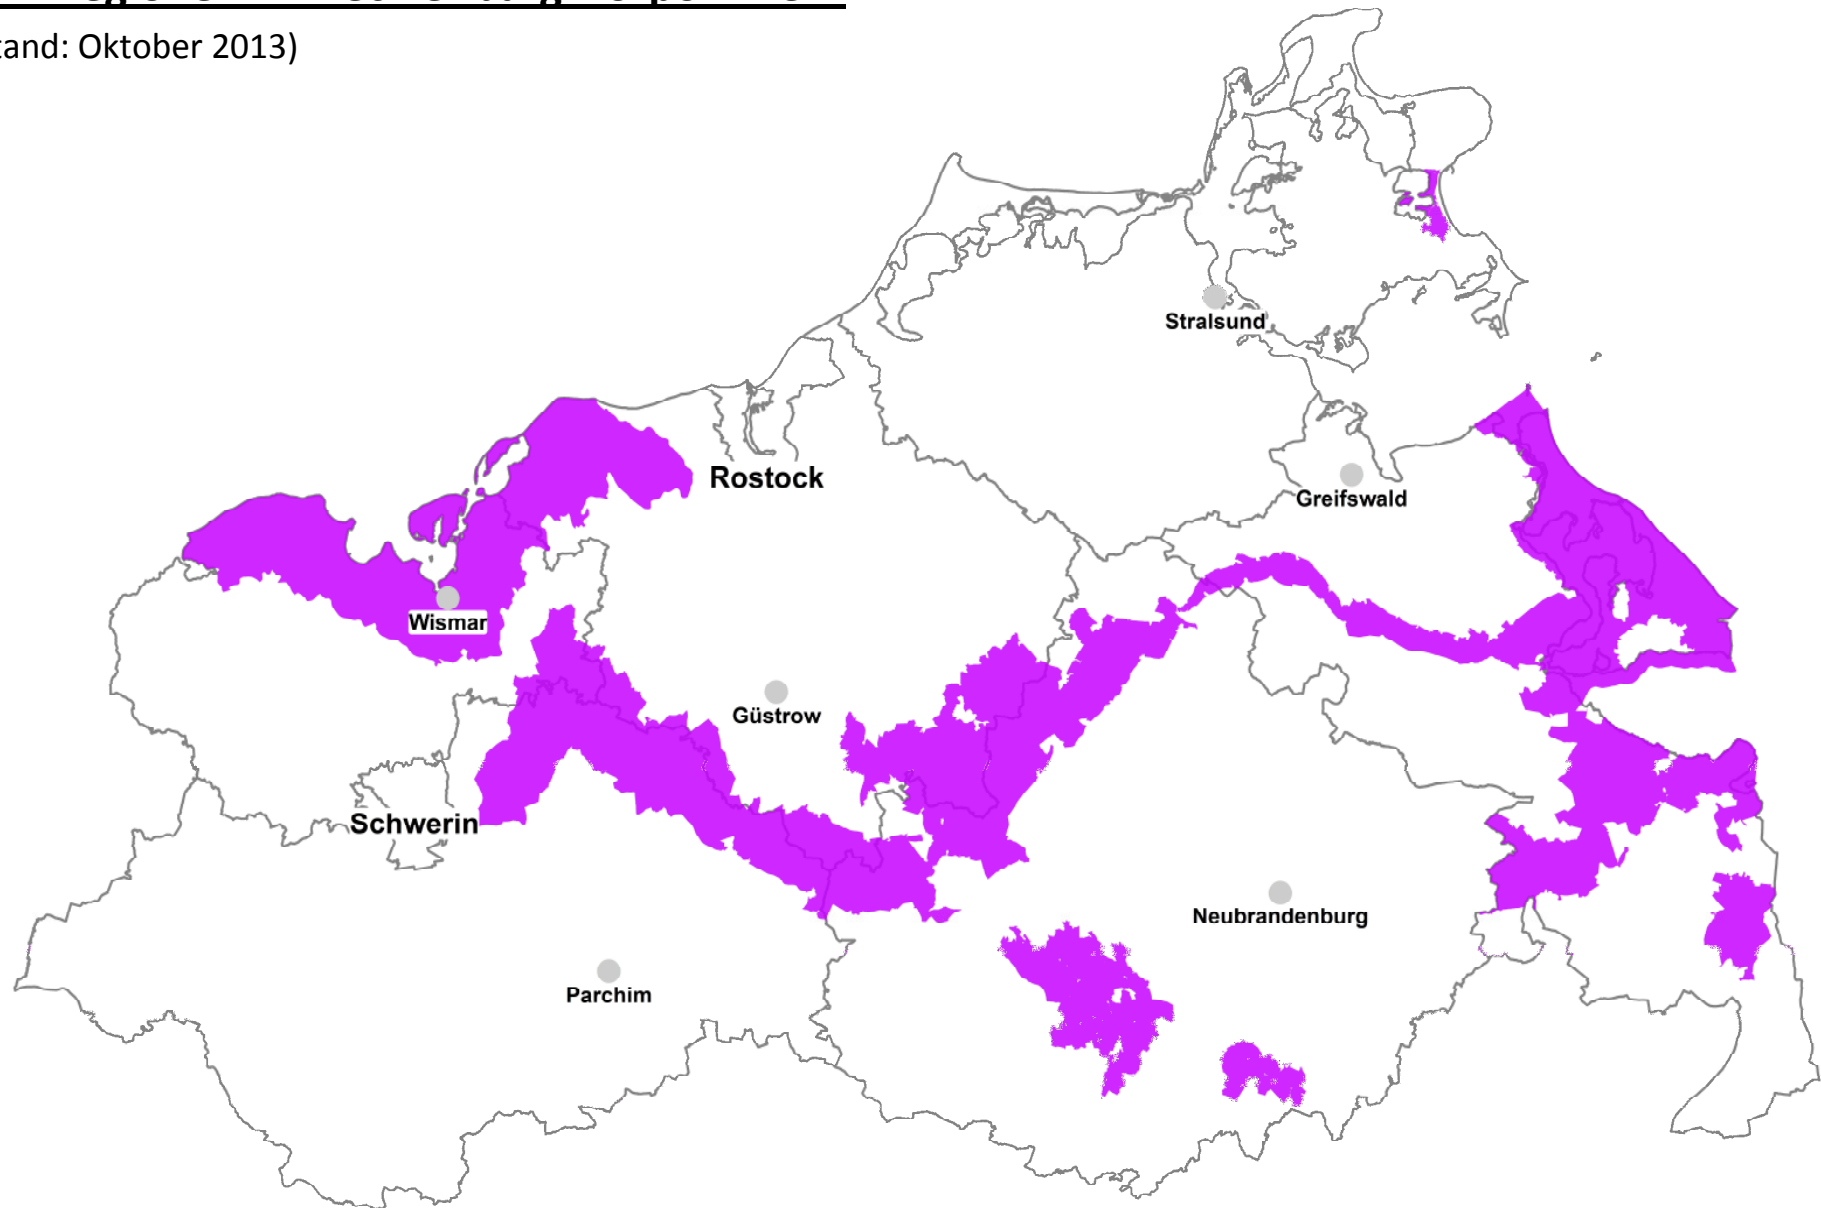 (Stand: Oktober 2013)
Stralsund
Rostock
Greifswald
Wismar
Güstrow
Schwerin
Neubrandenburg
Parchim